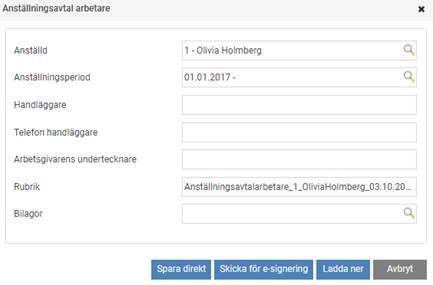 Anställningsavtal arbetare
Anställd 1 - Olivia Holmberg
Anställningsperiod 01.01.2017 -
Handläggare
Telefon handläggare
Arbetsgivarens undertecknare
Rubrik Anställningsavtalarbetare_1_OliviaHolmberg_03.10.20...
Bilagor
Spara direkt Skicka för e-signering Ladda ner Avbryt